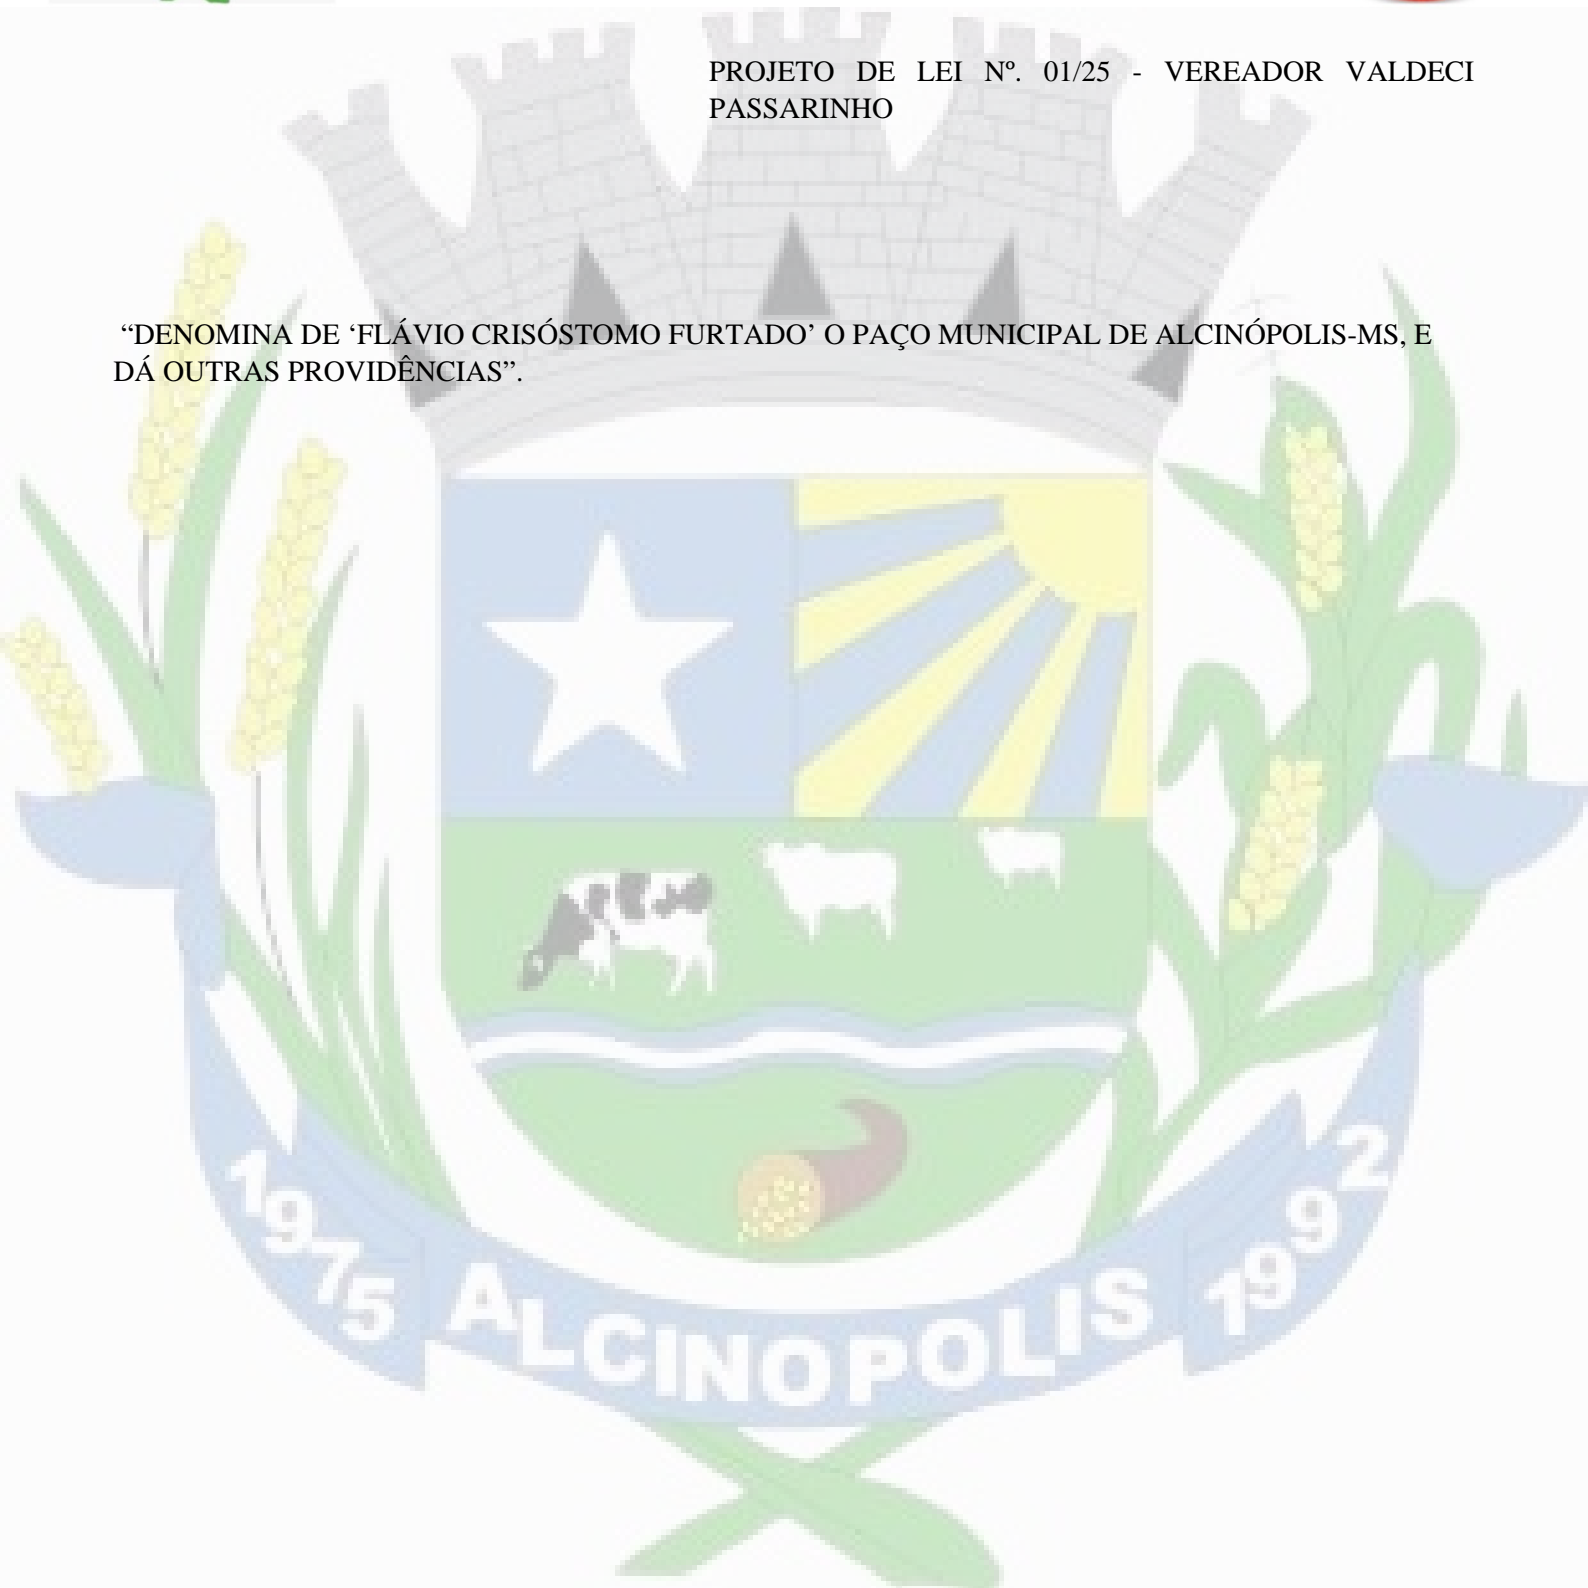 PROJETO DE LEI Nº. 01/25 - VEREADOR VALDECI
PASSARINHO
“DENOMINA DE ‘FLÁVIO CRISÓSTOMO FURTADO’ O PAÇO MUNICIPAL DE ALCINÓPOLIS-MS, E
DÁ OUTRAS PROVIDÊNCIAS”.
1975 ALCINOPOLIS 1992